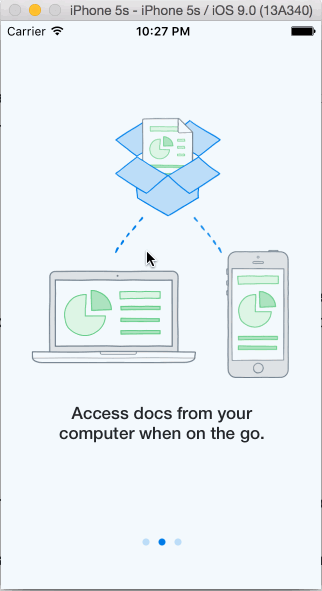 iPhone 5s - iPhone 5s / iOS 9.0 (13A340)
Carrier 10:27 PM
Access docs from your
computer when on the go.